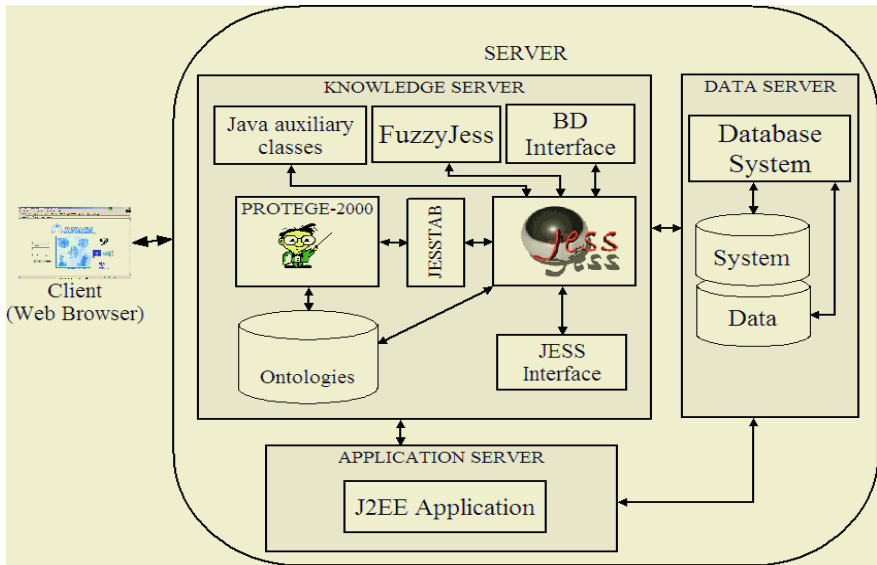 SERVER
KNOWLEDGE SERVER
Java auxiliary
classes
FuzzyJess
BD
Interface
PROTEGE-2000
JESSTAB
Jess
Ontologies
JESS
Interface
DATA SERVER
Database
System
System
Data
Client
(Web Browser)
APPLICATION SERVER
J2EE Application